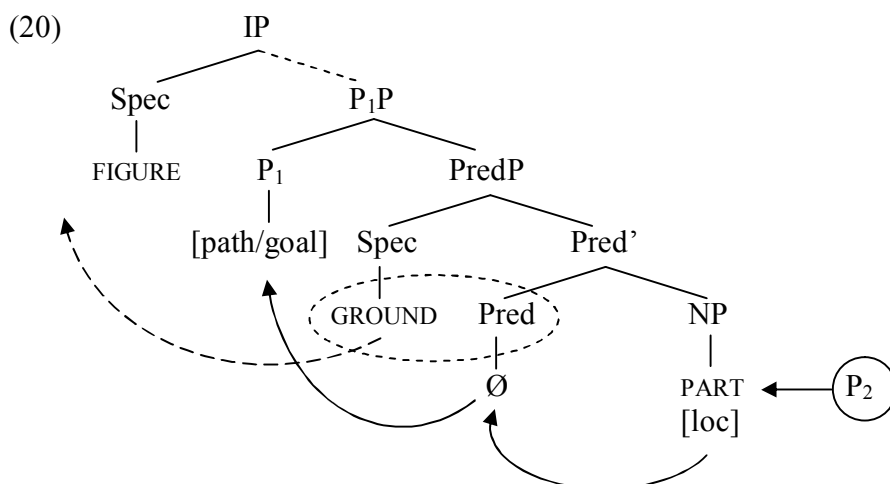 (20) IP
Spec P₁P
FIGURE P₁ PredP
[path/goal] Spec Pred’
GROUND Pred NP
Ø PART P₂
[loc]